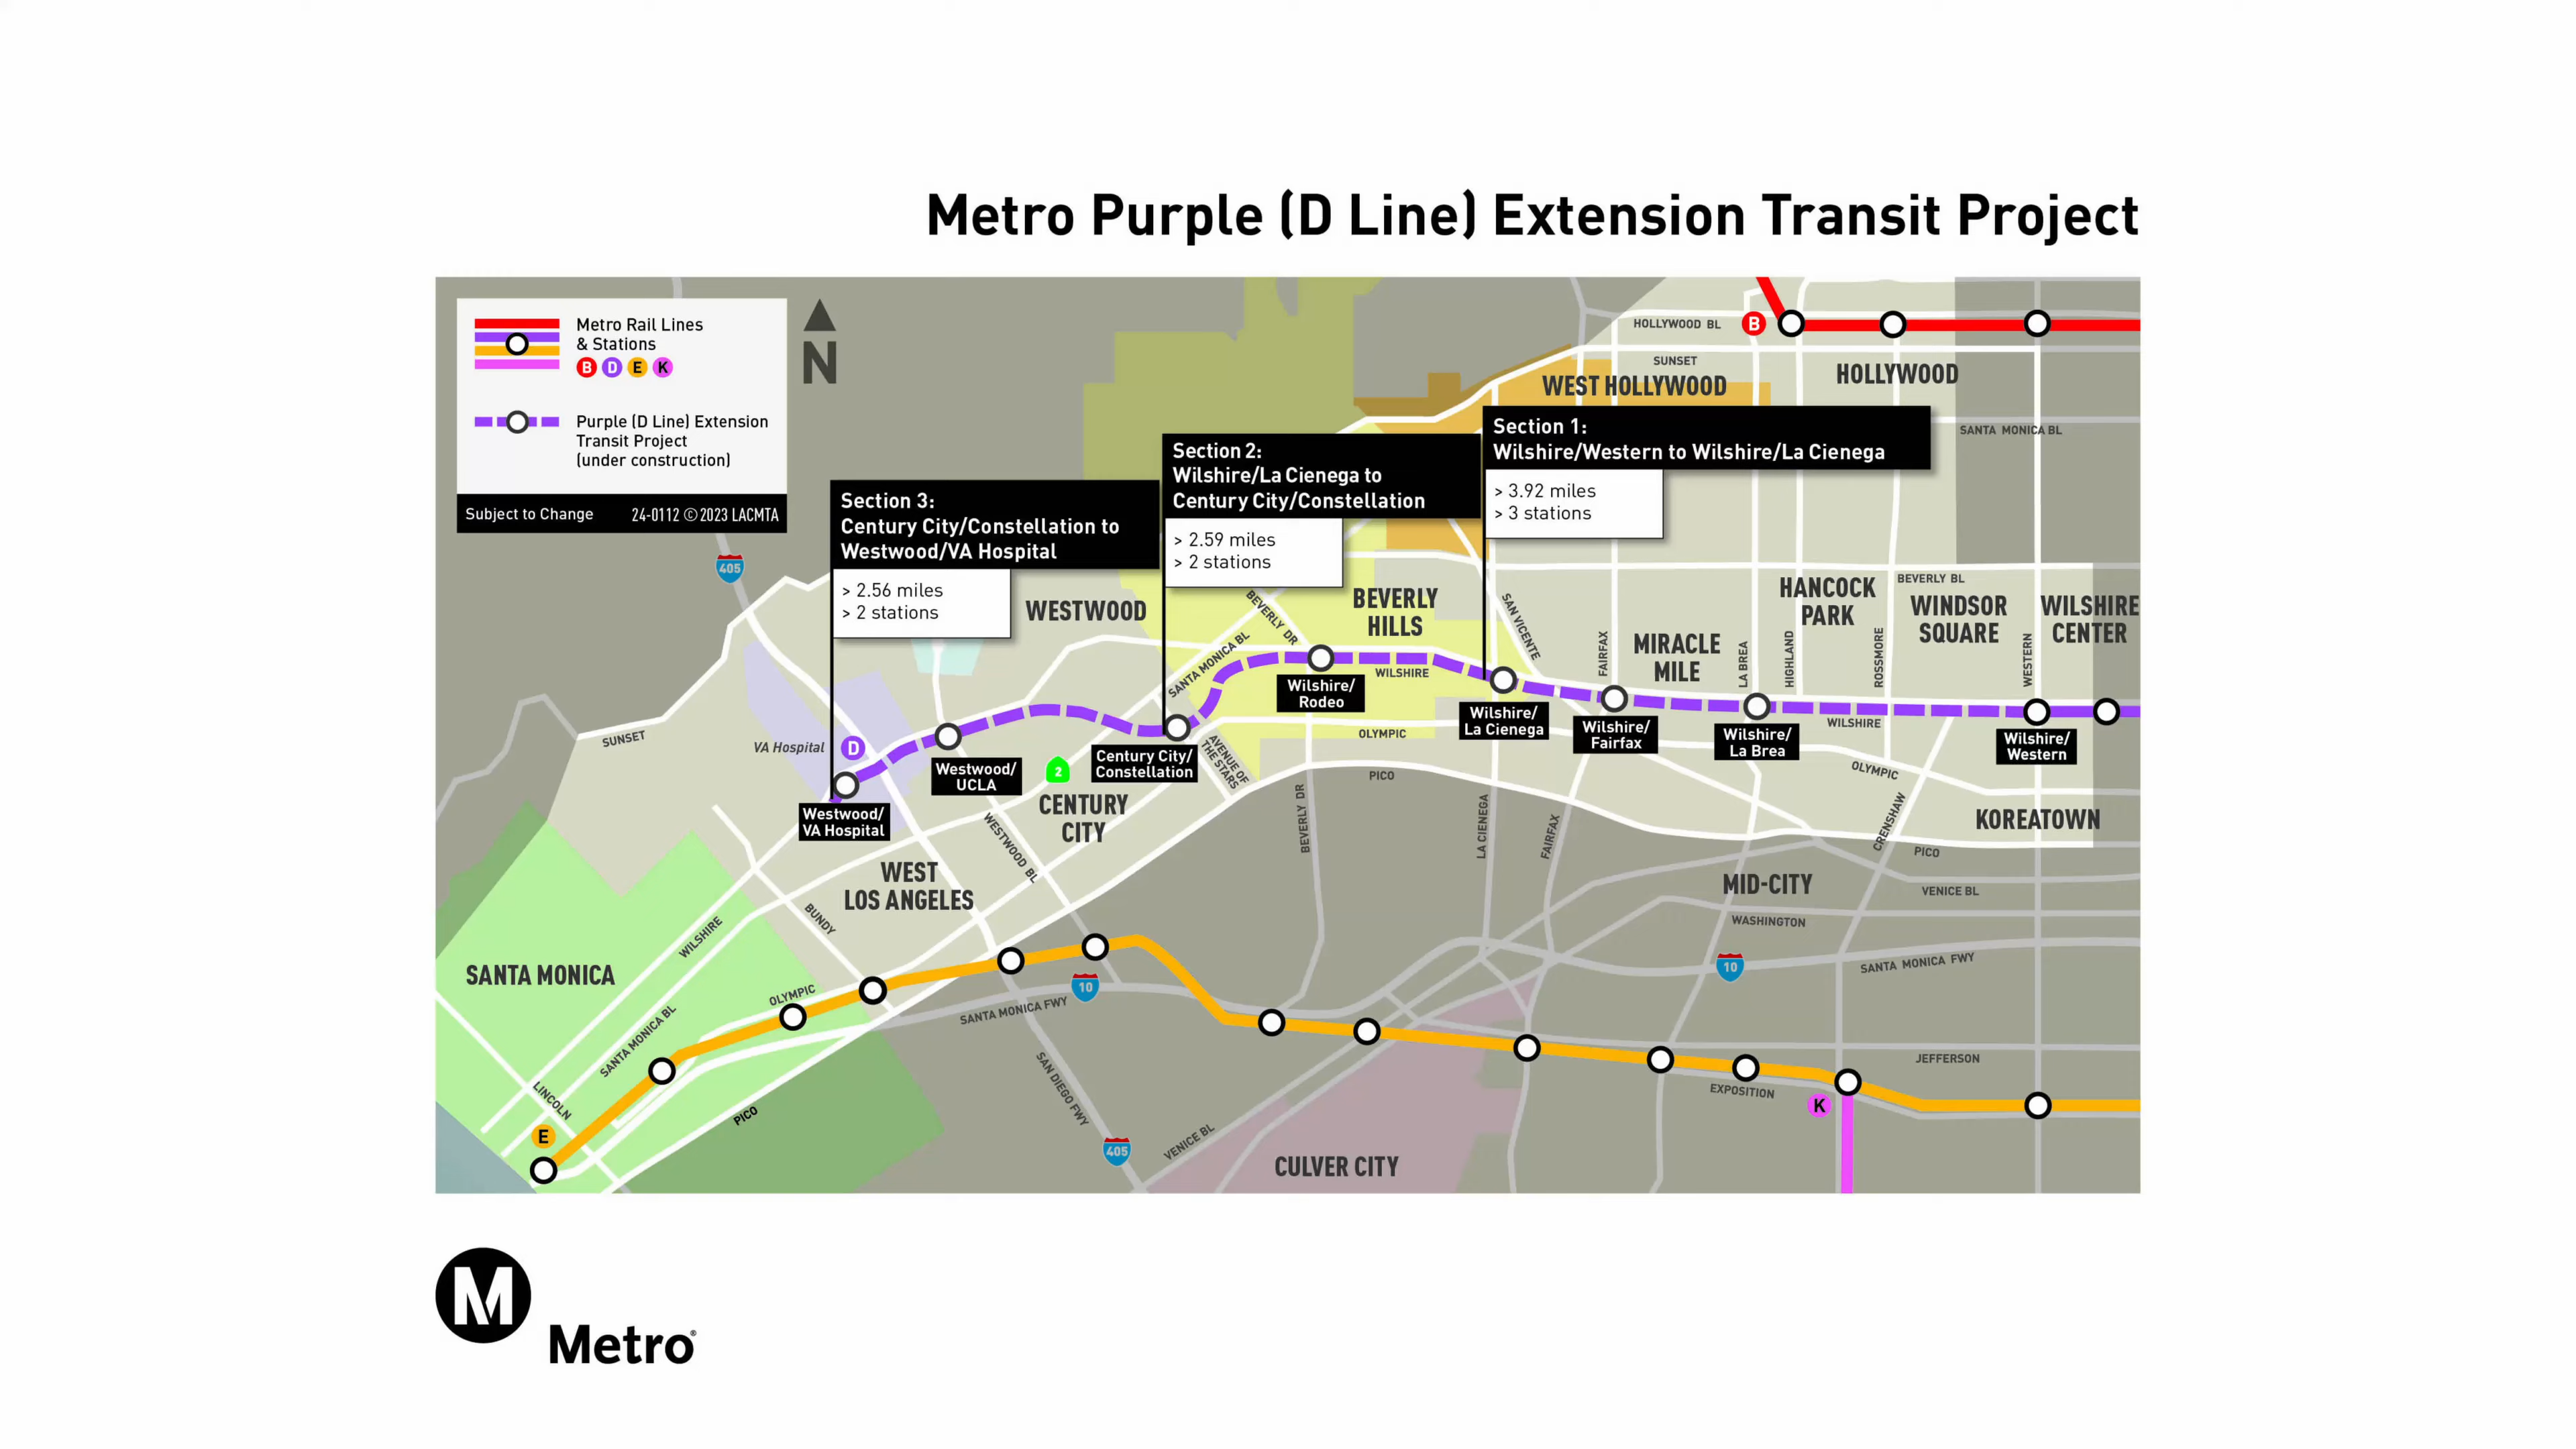 Metro Purple (D Line) Extension Transit Project
Metro Rail Lines
& Stations
B D E K
Purple (D Line) Extension
Transit Project
(under construction)
Subject to Change 24-0112 © 2023 LACMTA
N
HOLLYWOOD BL
B
SUNSET
WEST HOLLYWOOD
HOLLYWOOD
SANTA MONICA BL
Section 1:
Wilshire/Western to Wilshire/La Cienega
> 3.92 miles
> 3 stations
Section 2:
Wilshire/La Cienega to
Century City/Constellation
> 2.59 miles
> 2 stations
Section 3:
Century City/Constellation to
Westwood/VA Hospital
> 2.56 miles
> 2 stations
405
WESTWOOD
BEVERLY DR
BEVERLY
HILLS
SAN VICENTE
FAIRFAX
MIRACLE
MILE
LA BREA
HIGHLAND
HANCOCK
PARK
BEVERLY BL
ROSSMORE
WINDSOR
SQUARE
WESTERN
WILSHIRE
CENTER
SANTA MONICA BL
WILSHIRE
Wilshire/
Rodeo
Wilshire/
La Cienega
Wilshire/
Fairfax
Wilshire/
La Brea
WILSHIRE
Wilshire/
Western
SUNSET
VA Hospital
D
Westwood/
UCLA
2
Century City/
Constellation
AVENUE OF
THE STARS
OLYMPIC
PICO
OLYMPIC
Westwood/
VA Hospital
CENTURY
CITY
WESTWOOD BL
BEVERLY DR
LA CIENEGA
FAIRFAX
CRENSHAW
KOREATOWN
PICO
WEST
LOS ANGELES
MID-CITY
VENICE BL
WASHINGTON
BUNDY
WILSHIRE
SANTA MONICA
OLYMPIC
10
SANTA MONICA FWY
10
SANTA MONICA FWY
SANTA MONICA BL
LINCOLN
PICO
SAN DIEGO FWY
JEFFERSON
EXPOSITION
K
E
405
VENICE BL
CULVER CITY
M
Metro®